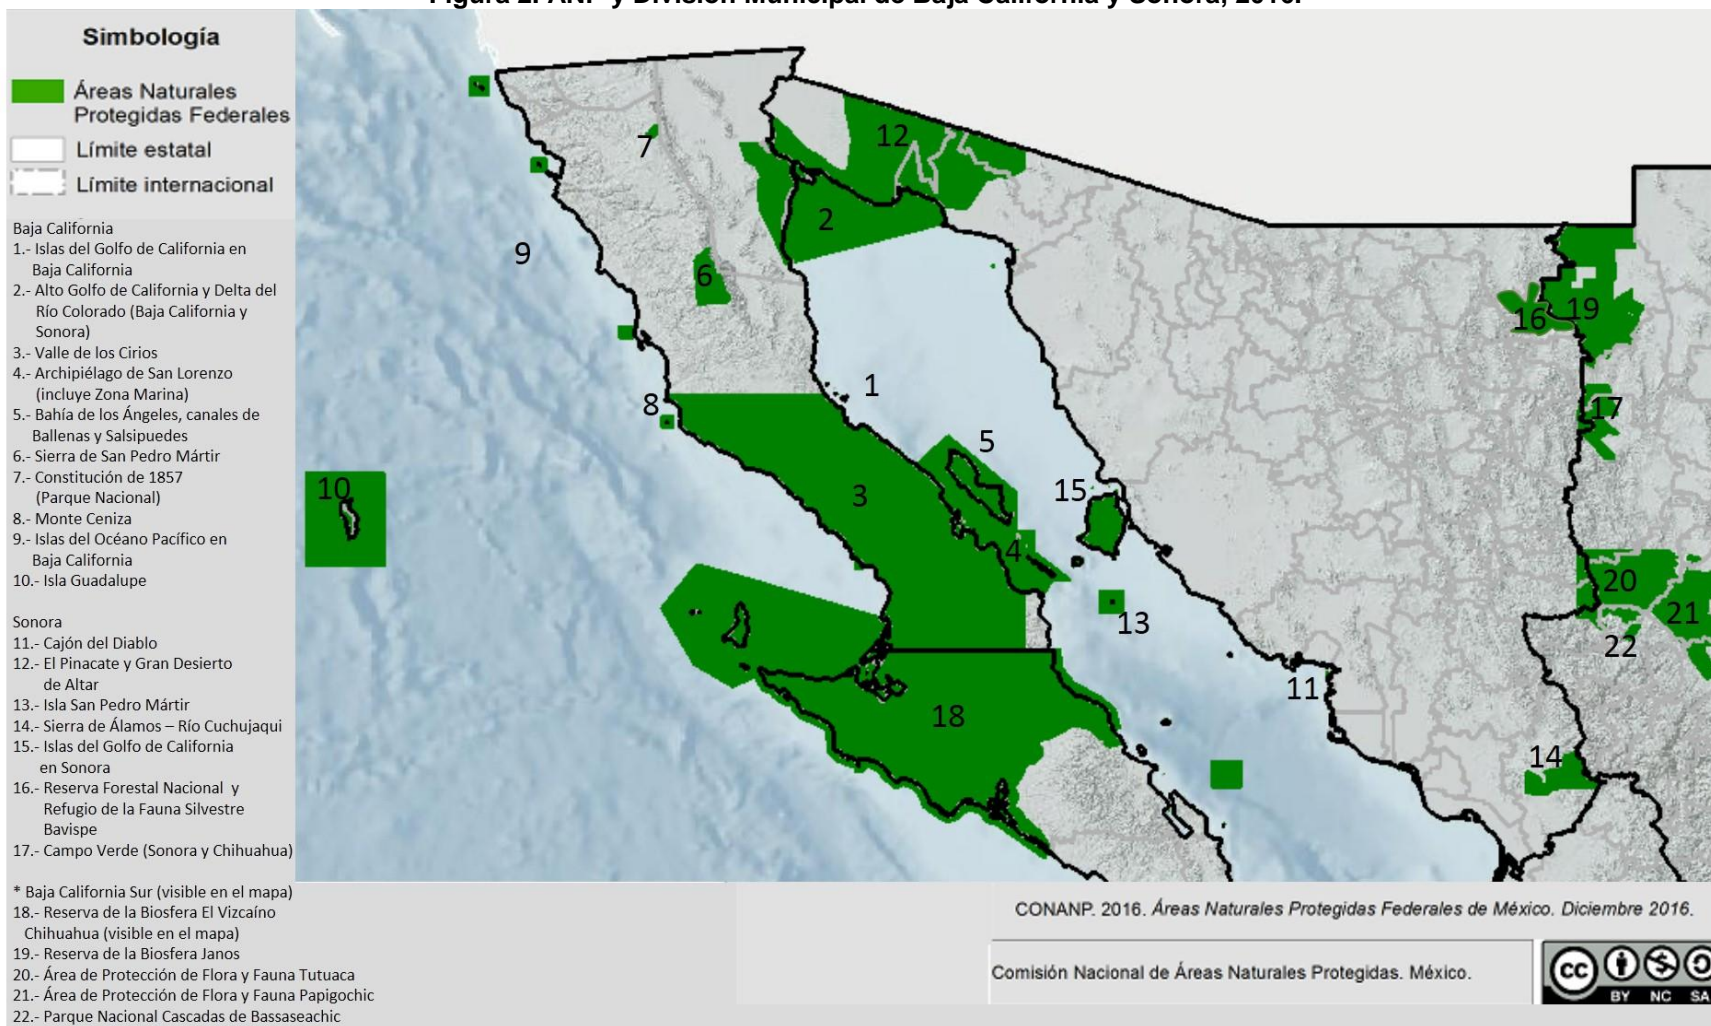 Figura 2. ANP y División Municipal de Baja California y Sonora, 2016.
Simbología
Áreas Naturales
Protegidas Federales
Límite estatal
Límite internacional
Baja California
1.- Islas del Golfo de California en
Baja California
2.- Alto Golfo de California y Delta del
Río Colorado (Baja California y
Sonora)
3.- Valle de los Cirios
4.- Archipiélago de San Lorenzo
(incluye Zona Marina)
5.- Bahía de los Ángeles, canales de
Ballenas y Salsipuedes
6.- Sierra de San Pedro Mártir
7.- Constitución de 1857
(Parque Nacional)
8.- Monte Ceniza
9.- Islas del Océano Pacífico en
Baja California
10.- Isla Guadalupe
Sonora
11.- Cajón del Diablo
12.- El Pinacate y Gran Desierto
de Altar
13.- Isla San Pedro Mártir
14.- Sierra de Álamos – Río Cuchujaqui
15.- Islas del Golfo de California
en Sonora
16.- Reserva Forestal Nacional y
Refugio de la Fauna Silvestre
Bavispe
17.- Campo Verde (Sonora y Chihuahua)
* Baja California Sur (visible en el mapa)
18.- Reserva de la Biosfera El Vizcaíno
Chihuahua (visible en el mapa)
19.- Reserva de la Biosfera Janos
20.- Área de Protección de Flora y Fauna Tutuaca
21.- Área de Protección de Flora y Fauna Papigochic
22.- Parque Nacional Cascadas de Bassaseachic
12
7
2
9
6
16
19
1
8
17
5
10
15
3
4
20
21
13
22
11
18
14
CONANP. 2016. Áreas Naturales Protegidas Federales de México. Diciembre 2016.
Comisión Nacional de Áreas Naturales Protegidas. México.
cc
BY NC SA